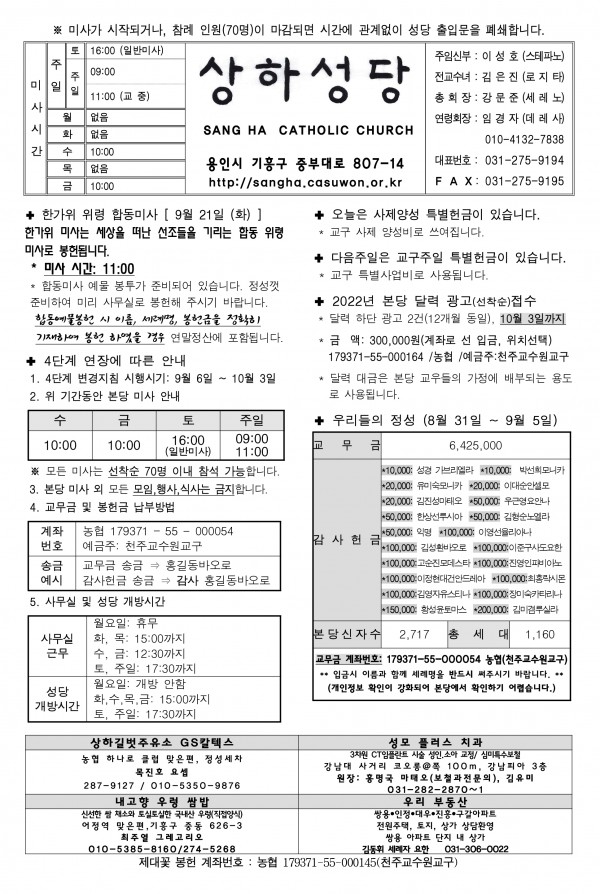 ※ 미사가 시작되거나, 참례 인원(70명)이 마감되면 시간에 관계없이 성당 출입문을 폐쇄합니다.
미사시간
주일
토 16:00 (일반미사)
주일 09:00
11:00 (교 중)
월 없음
화 없음
수 10:00
목 없음
금 10:00
상하성당
SANG HA CATHOLIC CHURCH
용인시 기흥구 중부대로 807-14
http://sangha.casuwon.or.kr
주임신부 : 이 성 호 (스테파노)
전교수녀 : 김 은 진 (로 지 타)
총 회 장 : 강 문 준 (세 레 노)
연령회장 : 임 경 자 (데 레 사)
010-4132-7838
대표번호 : 031-275-9194
F A X : 031-275-9195
✚ 한가위 위령 합동미사 [ 9월 21일 (화) ]
한가위 미사는 세상을 떠난 선조들을 기리는 합동 위령
미사로 봉헌됩니다.
* 미사 시간: 11:00
* 합동미사 예물 봉투가 준비되어 있습니다. 정성껏
준비하여 미리 사무실로 봉헌해 주시기 바랍니다.
합동예물봉헌 시 이름, 세례명, 봉헌금을 정확히
기재하여 봉헌 하였을 경우 연말정산에 포함됩니다.
✚ 4단계 연장에 따른 안내
1. 4단계 변경지침 시행시기: 9월 6일 ~ 10월 3일
2. 위 기간동안 본당 미사 안내
수 금 토 주일
10:00 10:00 16:00 (일반미사) 09:00 11:00
※ 모든 미사는 선착순 70명 이내 참석 가능합니다.
3. 본당 미사 외 모든 모임,행사,식사는 금지합니다.
4. 교무금 및 봉헌금 납부방법
계좌번호 농협 179371 - 55 - 000054
예금주: 천주교수원교구
송금예시 교무금 송금 ⇒ 홍길동바오로
감사헌금 송금 ⇒ 감사 홍길동바오로
5. 사무실 및 성당 개방시간
사무실 근무
월요일: 휴무
화, 목: 15:00까지
수, 금: 12:30까지
토, 주일: 17:30까지
성당 개방시간
월요일: 개방 안함
화,수,목,금: 15:00까지
토, 주일: 17:30까지
✚ 오늘은 사제양성 특별헌금이 있습니다.
* 교구 사제 양성비로 쓰여집니다.
✚ 다음주일은 교구주일 특별헌금이 있습니다.
* 교구 특별사업비로 사용됩니다.
✚ 2022년 본당 달력 광고(선착순)접수
* 달력 하단 광고 2건(12개월 동일), 10월 3일까지
* 금 액: 300,000원(계좌로 선 입금, 위치선택)
179371-55-000164 /농협 /예금주:천주교수원교구
* 달력 대금은 본당 교우들의 가정에 배부되는 용도
로 사용됩니다.
✚ 우리들의 정성 (8월 31일 ~ 9월 5일)
교 무 금 6,425,000
감 사 헌 금
*10,000: 성경 가브리엘라 *10,000: 박선희모니카
*20,000: 유미숙모니카 *20,000: 이대순안셀모
*20,000: 김진성마태오 *50,000: 우근영요안나
*50,000: 한상선루시아 *50,000: 김형순노엘라
*50,000: 익명 *100,000: 이영선율리아나
*100,000: 김성환바오로 *100,000:이준구사도요한
*100,000:고순진모데스타 *100,000:진영인피비아노
*100,000:이정현대건안드레아 *100,000:최홍락시몬
*100,000:김영자유스티나 *100,000:장미숙카타리나
*150,000: 황성윤토마스 *200,000: 김미겸루실라
본당신자수 2,717 총 세 대 1,160
교무금 계좌번호: 179371-55-000054 농협(천주교수원교구)
** 입금시 이름과 함께 세례명을 반드시 써주시기 바랍니다. **
(개인정보 확인이 강화되어 본당에서 확인하기 어렵습니다.)
상하길벗주유소 GS칼텍스
농협 하나로 클럽 맞은편, 정성세차
목진호 요셉
287-9127 / 010-5350-9876
성모 플러스 치과
3차원 CT임플란트 시술 성인.소아 교정/ 심미특수보철
강남대 사거리 코오롱@쪽 100m, 강남피아 3층
원장: 홍명국 마태오(보철과전문의), 김유미
031-282-2870~1
내고향 우렁 쌈밥
신선한 쌈 채소와 토실토실한 국내산 우렁(직접양식)
어정역 맞은편,기흥구 중동 626-3
최주열 그레고리오
010-5385-8160/274-5268
우리 부동산
쌍용•인정•대우•진흥•구갈아파트
전원주택, 토지, 상가 상담환영
쌍용 아파트 단지 내 상가
김동휘 세례자 요한 031-306-0022
제대꽃 봉헌 계좌번호 : 농협 179371-55-000145(천주교수원교구)